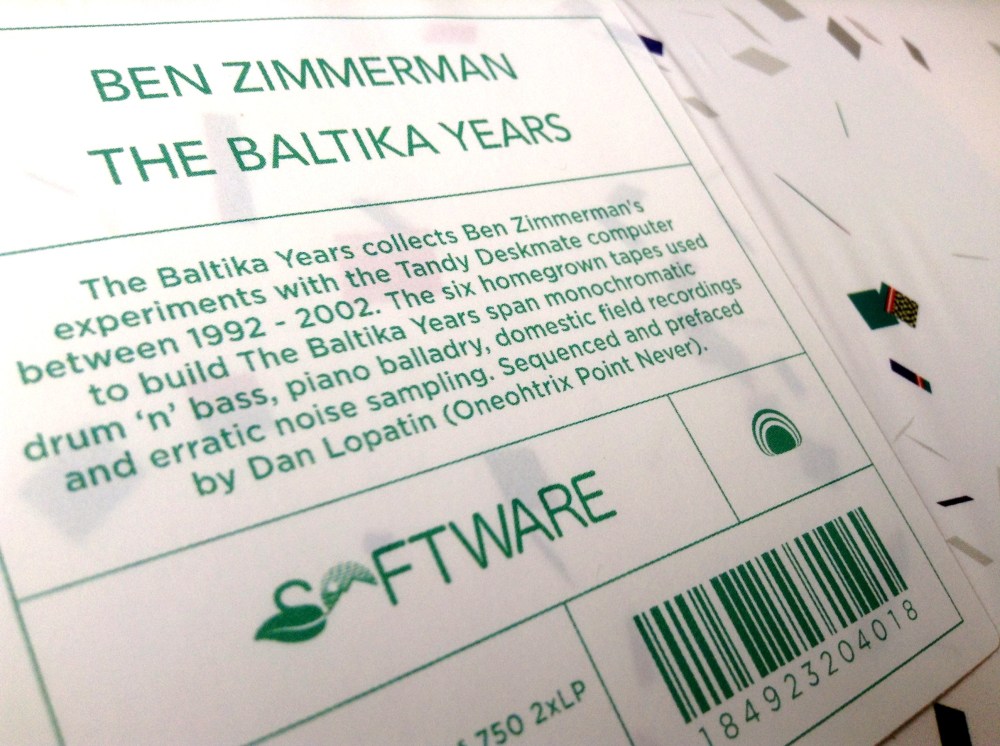 BEN ZIMMERMAN
THE BALTIKA YEARS
The Baltika Years collects Ben Zimmerman's
experiments with the Tandy Deskmate computer
between 1992 - 2002. The six homegrown tapes used
to build The Baltika Years span monochromatic
drum 'n' bass, piano balladry, domestic field recordings
and erratic noise sampling. Sequenced and prefaced
by Dan Lopatin (Oneohtrix Point Never).
SOFTWARE
750 2xLP
184923204018